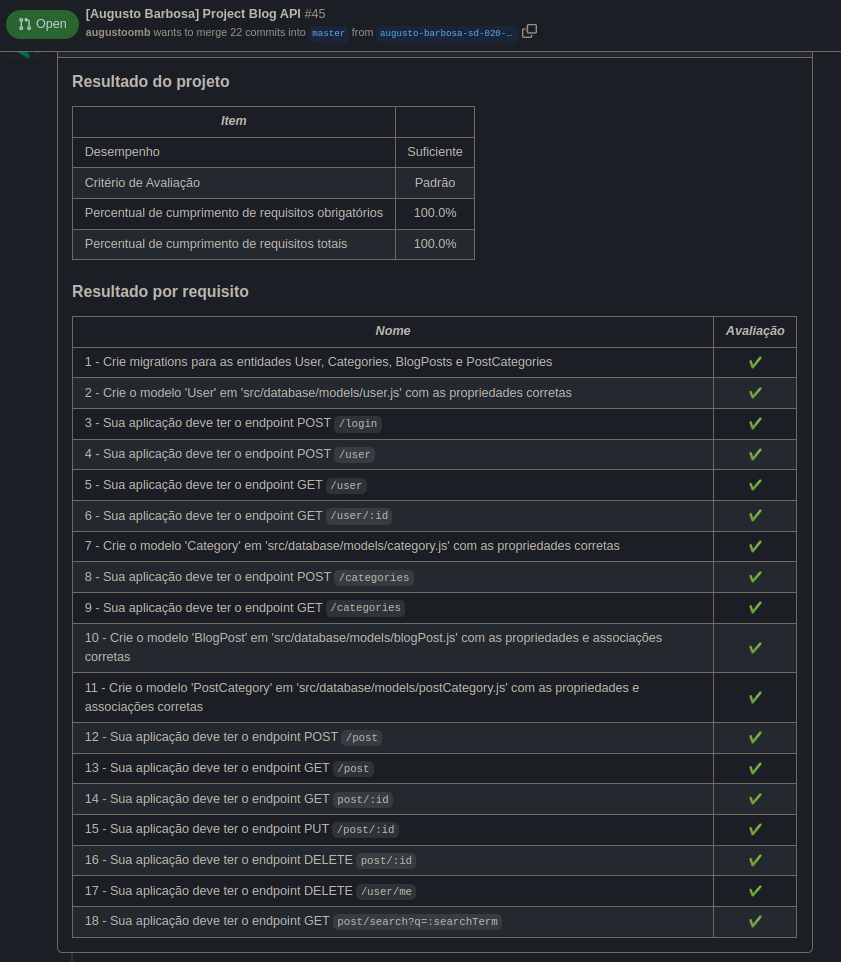 Open
[Augusto Barbosa] Project Blog API #45
augustoomb wants to merge 22 commits into master from augusto-barbosa-sd-020-…
Resultado do projeto
Item
Desempenho Suficiente
Critério de Avaliação Padrão
Percentual de cumprimento de requisitos obrigatórios 100.0%
Percentual de cumprimento de requisitos totais 100.0%
Resultado por requisito
Nome Avaliação
1 - Crie migrations para as entidades User, Categories, BlogPosts e PostCategories ✔
2 - Crie o modelo 'User' em 'src/database/models/user.js' com as propriedades corretas ✔
3 - Sua aplicação deve ter o endpoint POST /login ✔
4 - Sua aplicação deve ter o endpoint POST /user ✔
5 - Sua aplicação deve ter o endpoint GET /user ✔
6 - Sua aplicação deve ter o endpoint GET /user/:id ✔
7 - Crie o modelo 'Category' em 'src/database/models/category.js' com as propriedades corretas ✔
8 - Sua aplicação deve ter o endpoint POST /categories ✔
9 - Sua aplicação deve ter o endpoint GET /categories ✔
10 - Crie o modelo 'BlogPost' em 'src/database/models/blogPost.js' com as propriedades e associações
corretas ✔
11 - Crie o modelo 'PostCategory' em 'src/database/models/postCategory.js' com as propriedades e
associações corretas ✔
12 - Sua aplicação deve ter o endpoint POST /post ✔
13 - Sua aplicação deve ter o endpoint GET /post ✔
14 - Sua aplicação deve ter o endpoint GET post/:id ✔
15 - Sua aplicação deve ter o endpoint PUT /post/:id ✔
16 - Sua aplicação deve ter o endpoint DELETE post/:id ✔
17 - Sua aplicação deve ter o endpoint DELETE /user/me ✔
18 - Sua aplicação deve ter o endpoint GET post/search?q=:searchTerm ✔